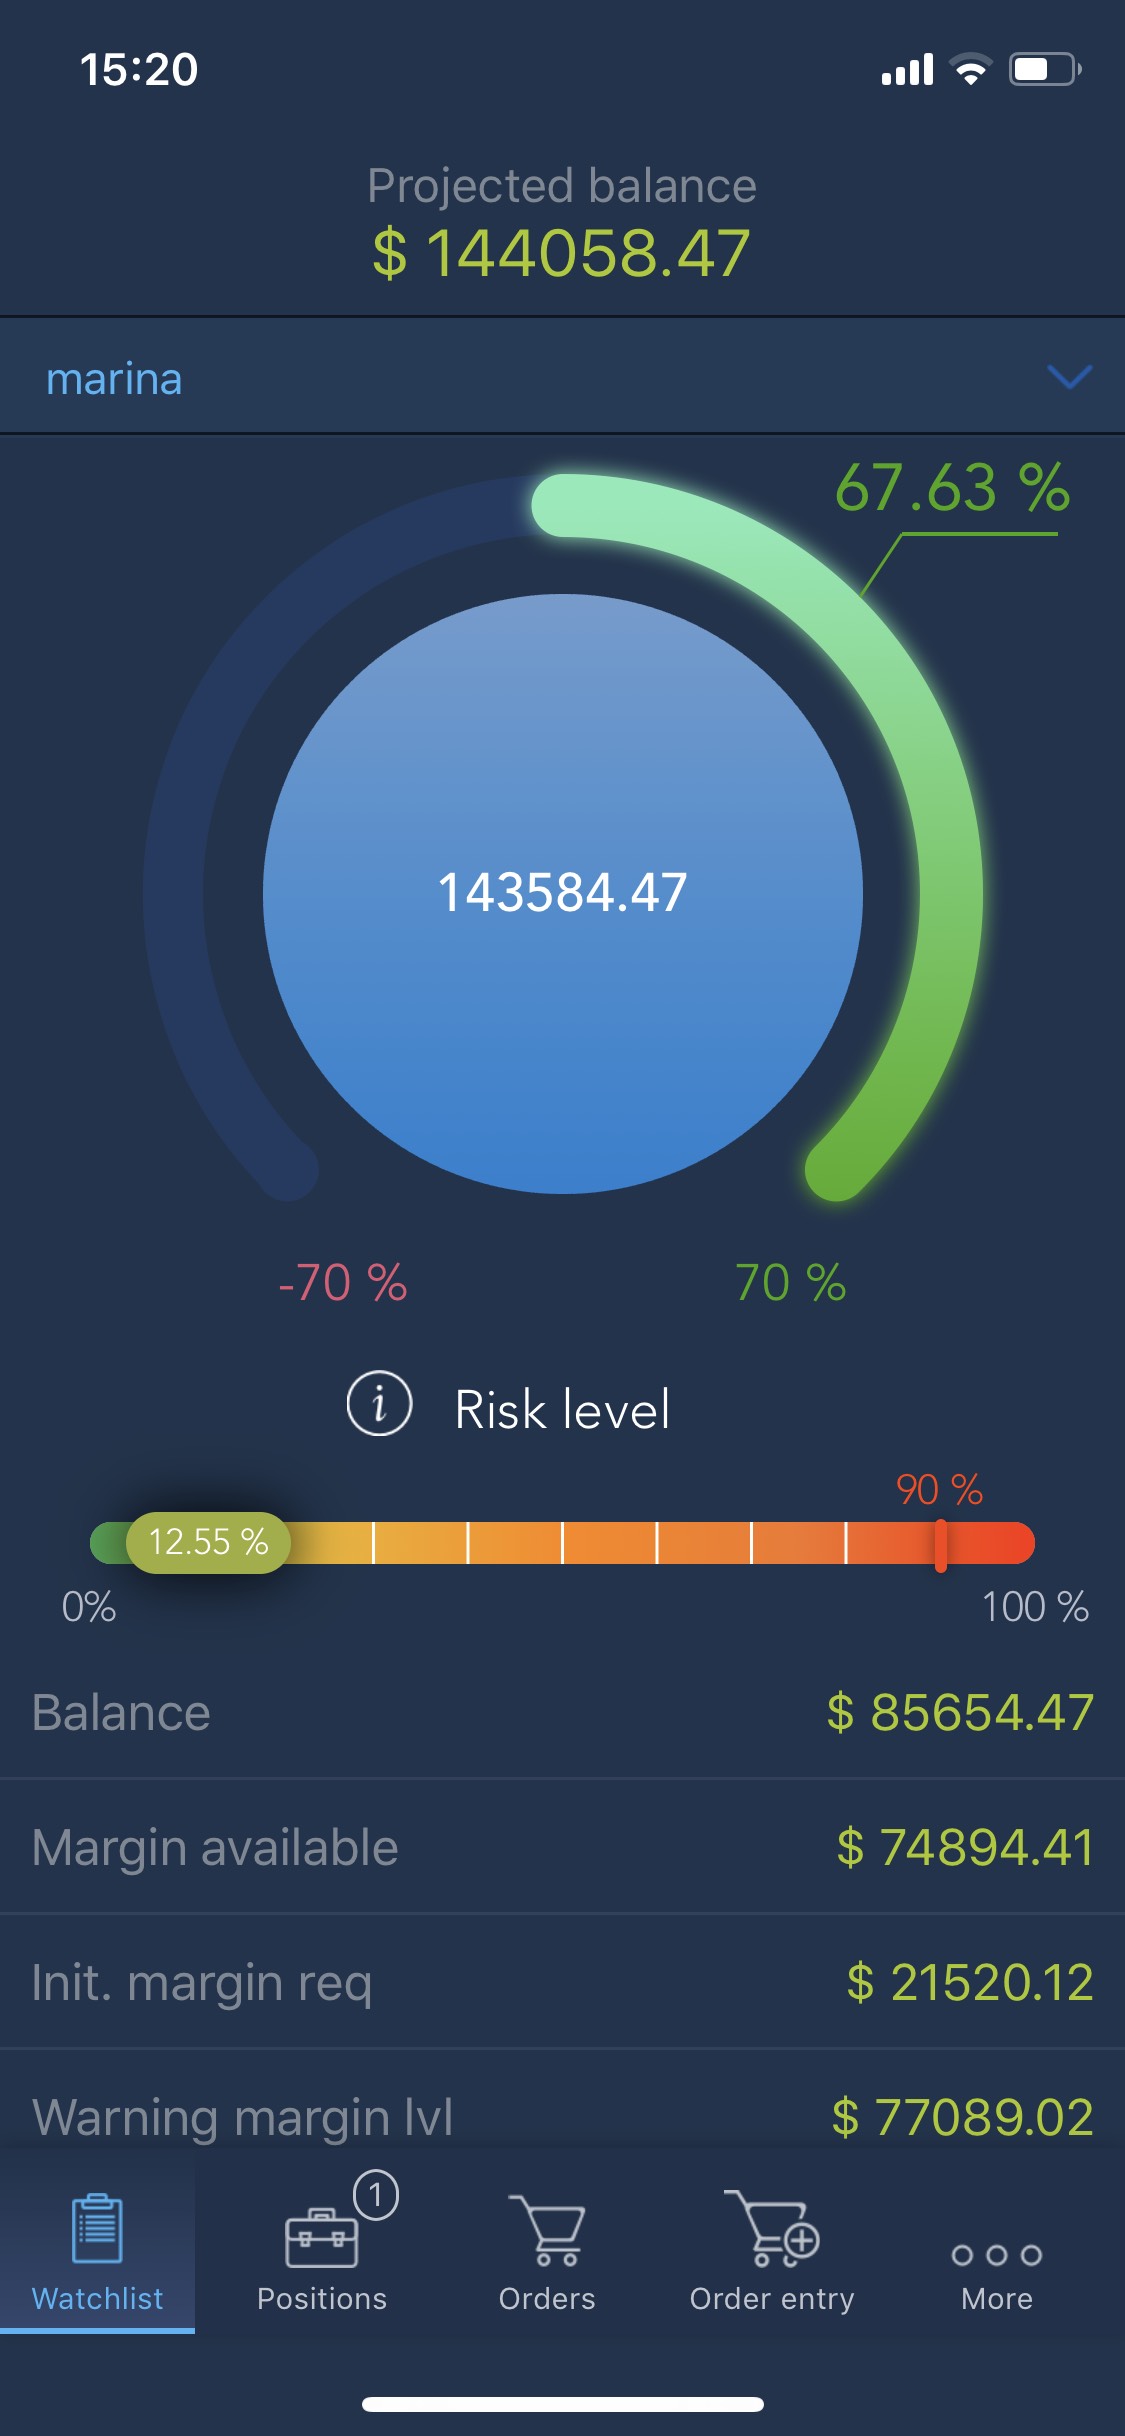 15:20
Projected balance
$ 144058.47
marina
67.63 %
143584.47
-70 %
70 %
i Risk level
90 %
12.55 %
0%
100 %
Balance $ 85654.47
Margin available $ 74894.41
Init. margin req $ 21520.12
Warning margin lvl $ 77089.02
1
Watchlist Positions Orders Order entry More